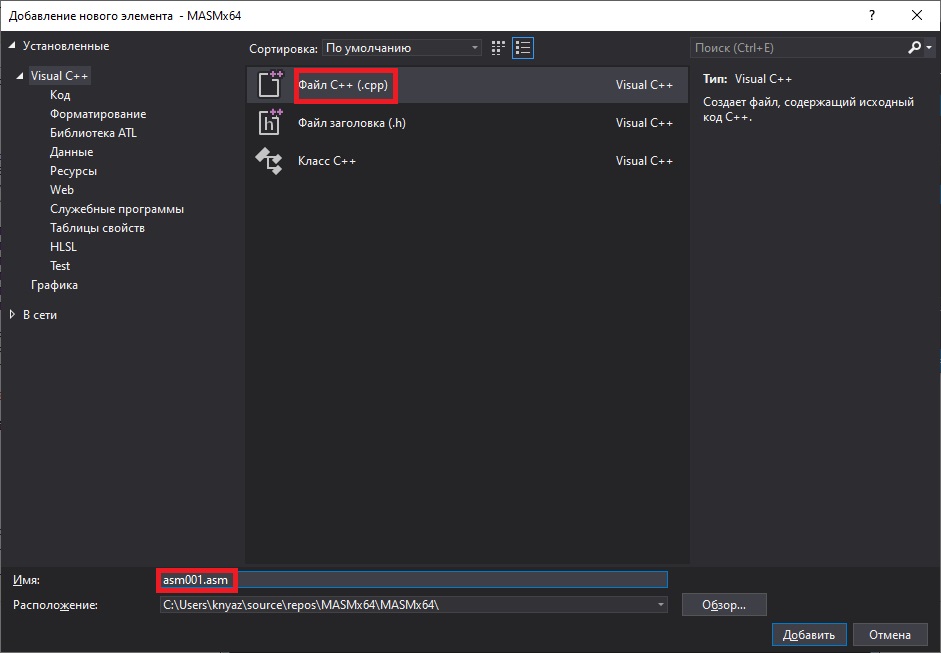 Добавление нового элемента - MASMx64
?
Установленные
Visual C++
Код
Форматирование
Библиотека ATL
Данные
Ресурсы
Web
Служебные программы
Таблицы свойств
HLSL
Test
Графика
В сети
Сортировка: По умолчанию
Файл C++ (.cpp) Visual C++
Файл заголовка (.h) Visual C++
Класс C++ Visual C++
Поиск (Ctrl+E)
Тип: Visual C++
Создает файл, содержащий исходный
код C++.
Имя: asm001.asm
Расположение: C:\Users\knyaz\source\repos\MASMx64\MASMx64\ Обзор...
Добавить Отмена